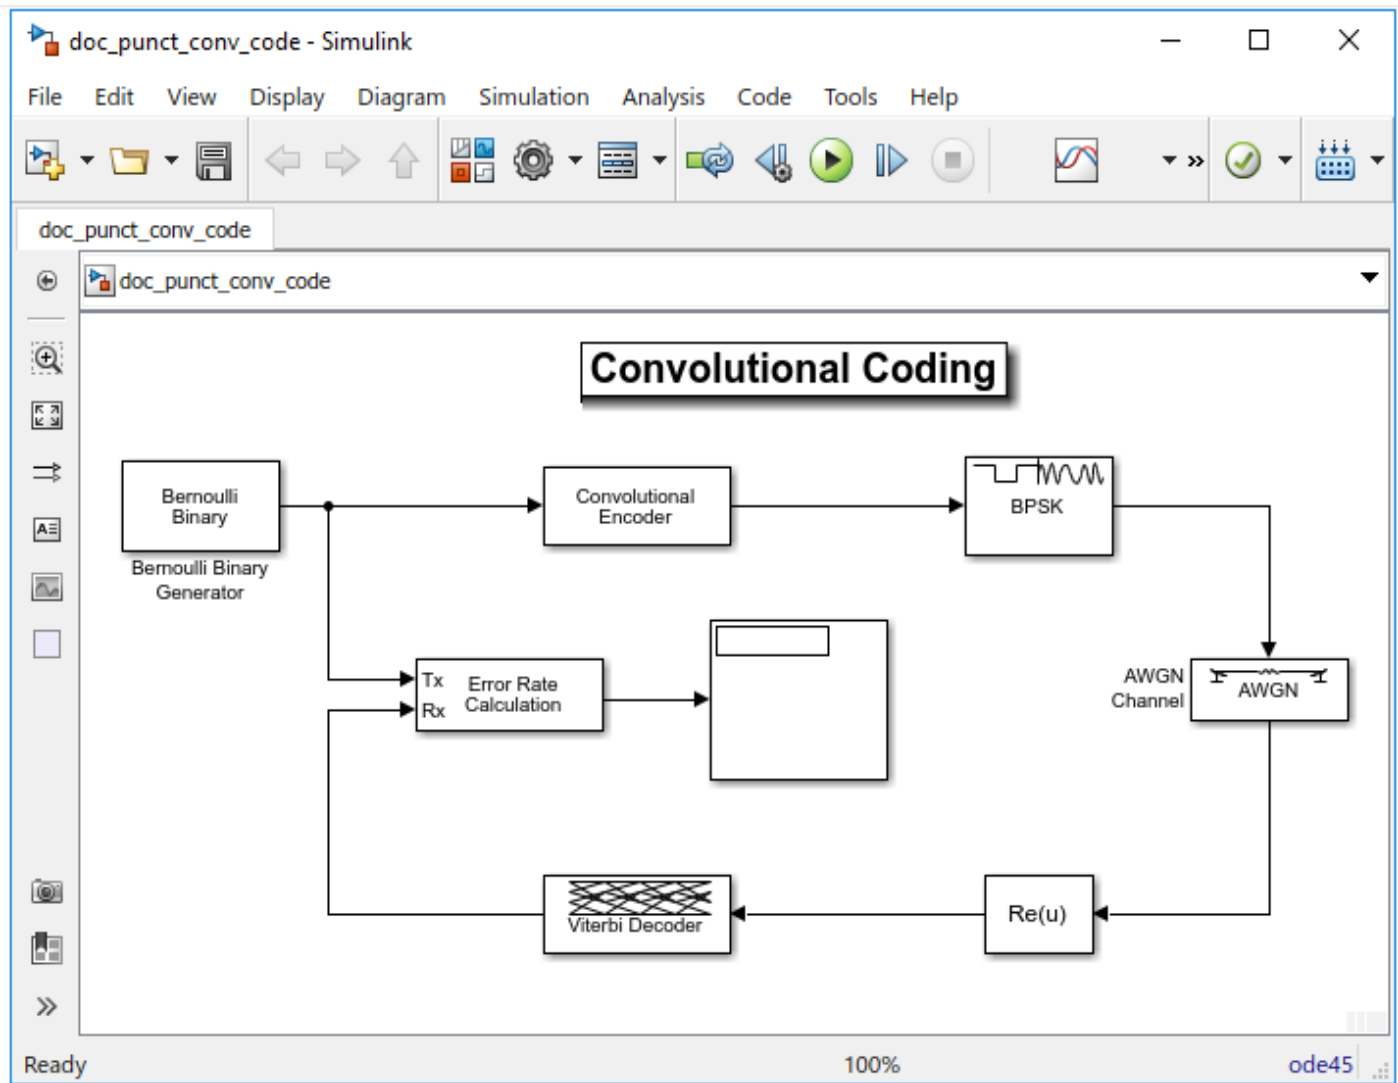 doc_punct_conv_code - Simulink
File Edit View Display Diagram Simulation Analysis Code Tools Help
doc_punct_conv_code
doc_punct_conv_code
Convolutional Coding
Bernoulli
Binary
Bernoulli Binary
Generator
Convolutional
Encoder
BPSK
Tx
Rx
Error Rate
Calculation
AWGN
Channel
AWGN
Viterbi Decoder
Re(u)
Ready 100% ode45